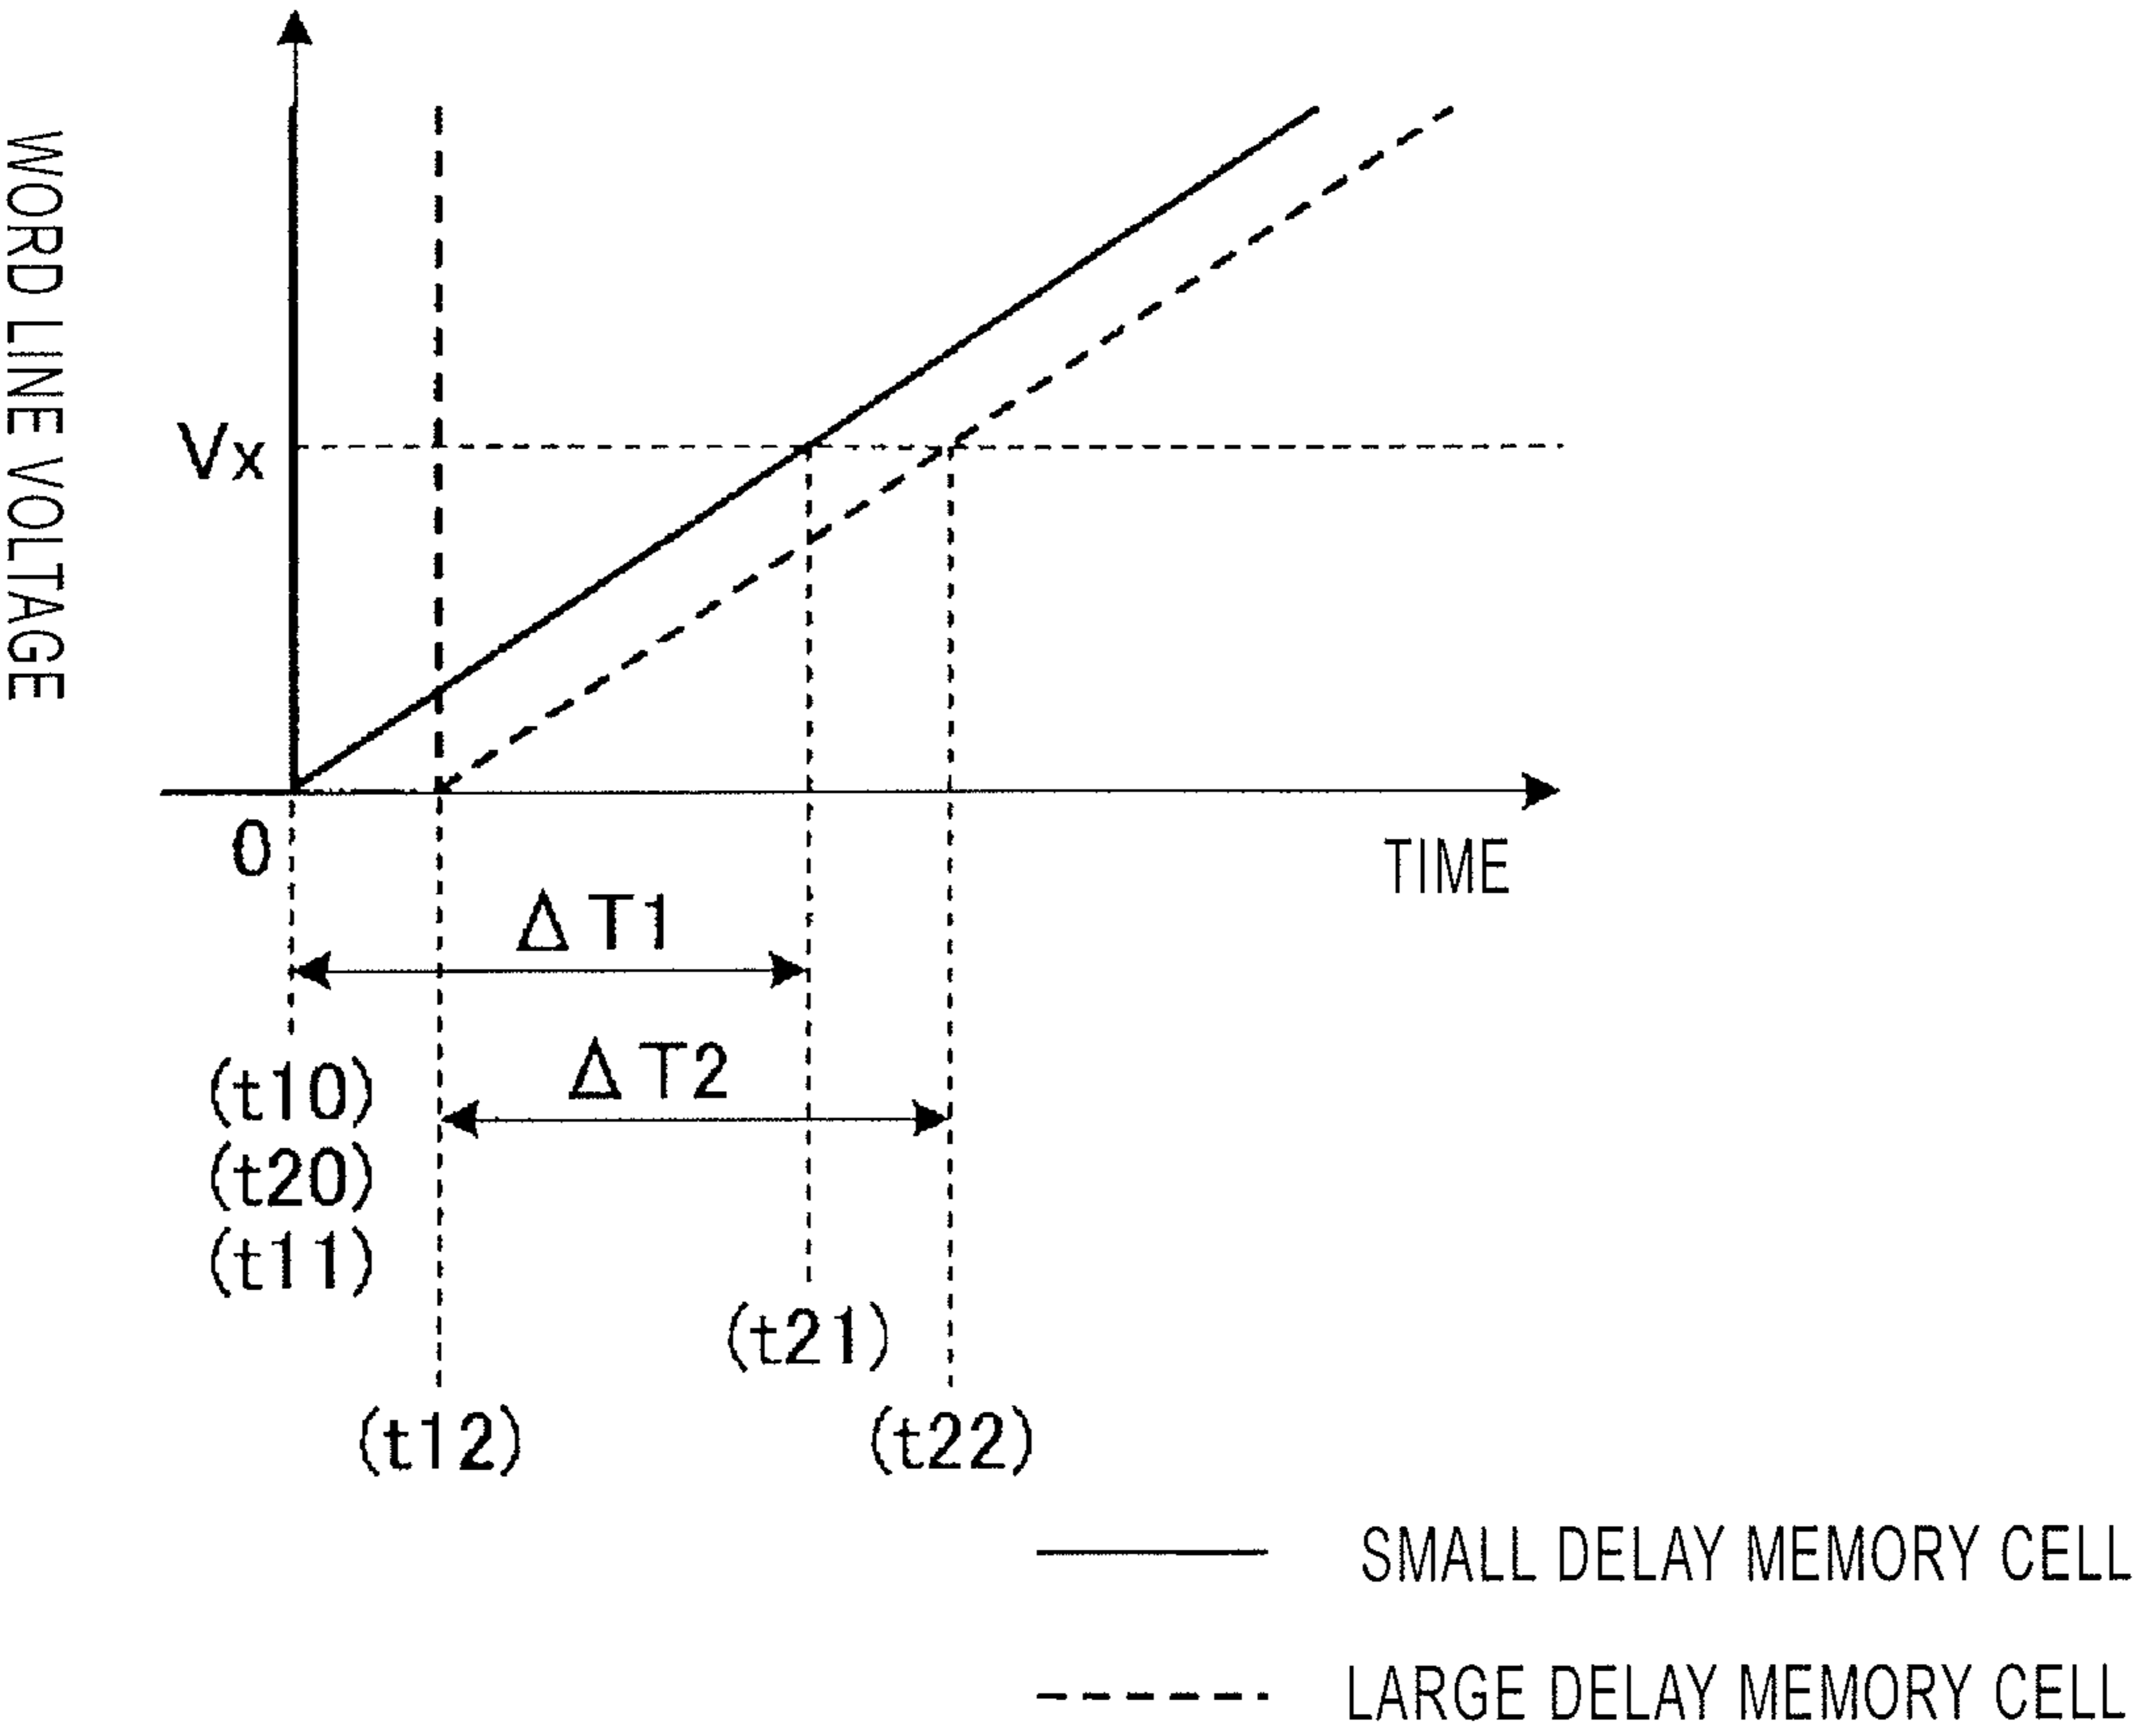 WORD LINE VOLTAGE
Vx
0
TIME
ΔT1
ΔT2
(t10)
(t20)
(t11)
(t21)
(t12)
(t22)
SMALL DELAY MEMORY CELL
LARGE DELAY MEMORY CELL